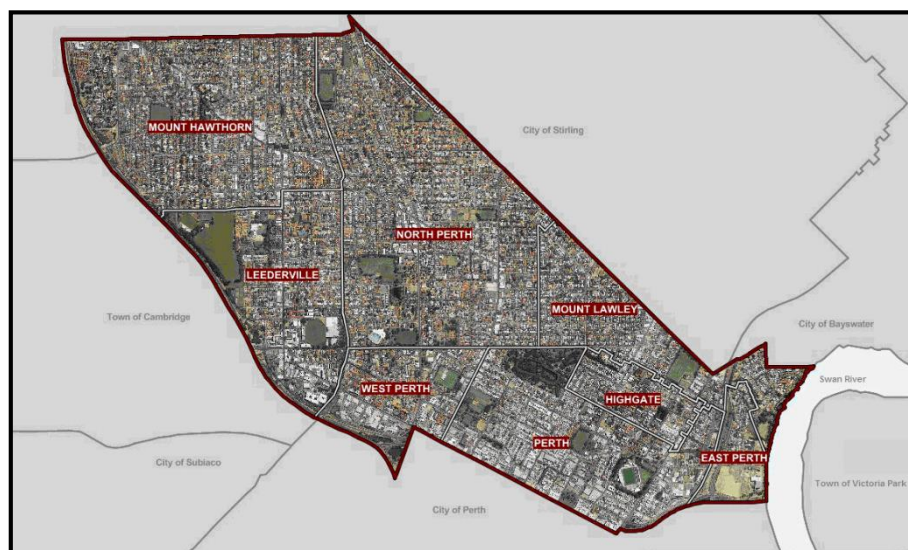 City of Stirling
MOUNT HAWTHORN
NORTH PERTH
LEEDERVILLE
MOUNT LAWLEY
Town of Cambridge
City of Bayswater
Swan River
WEST PERTH
HIGHGATE
PERTH
EAST PERTH
City of Subiaco
Town of Victoria Park
City of Perth